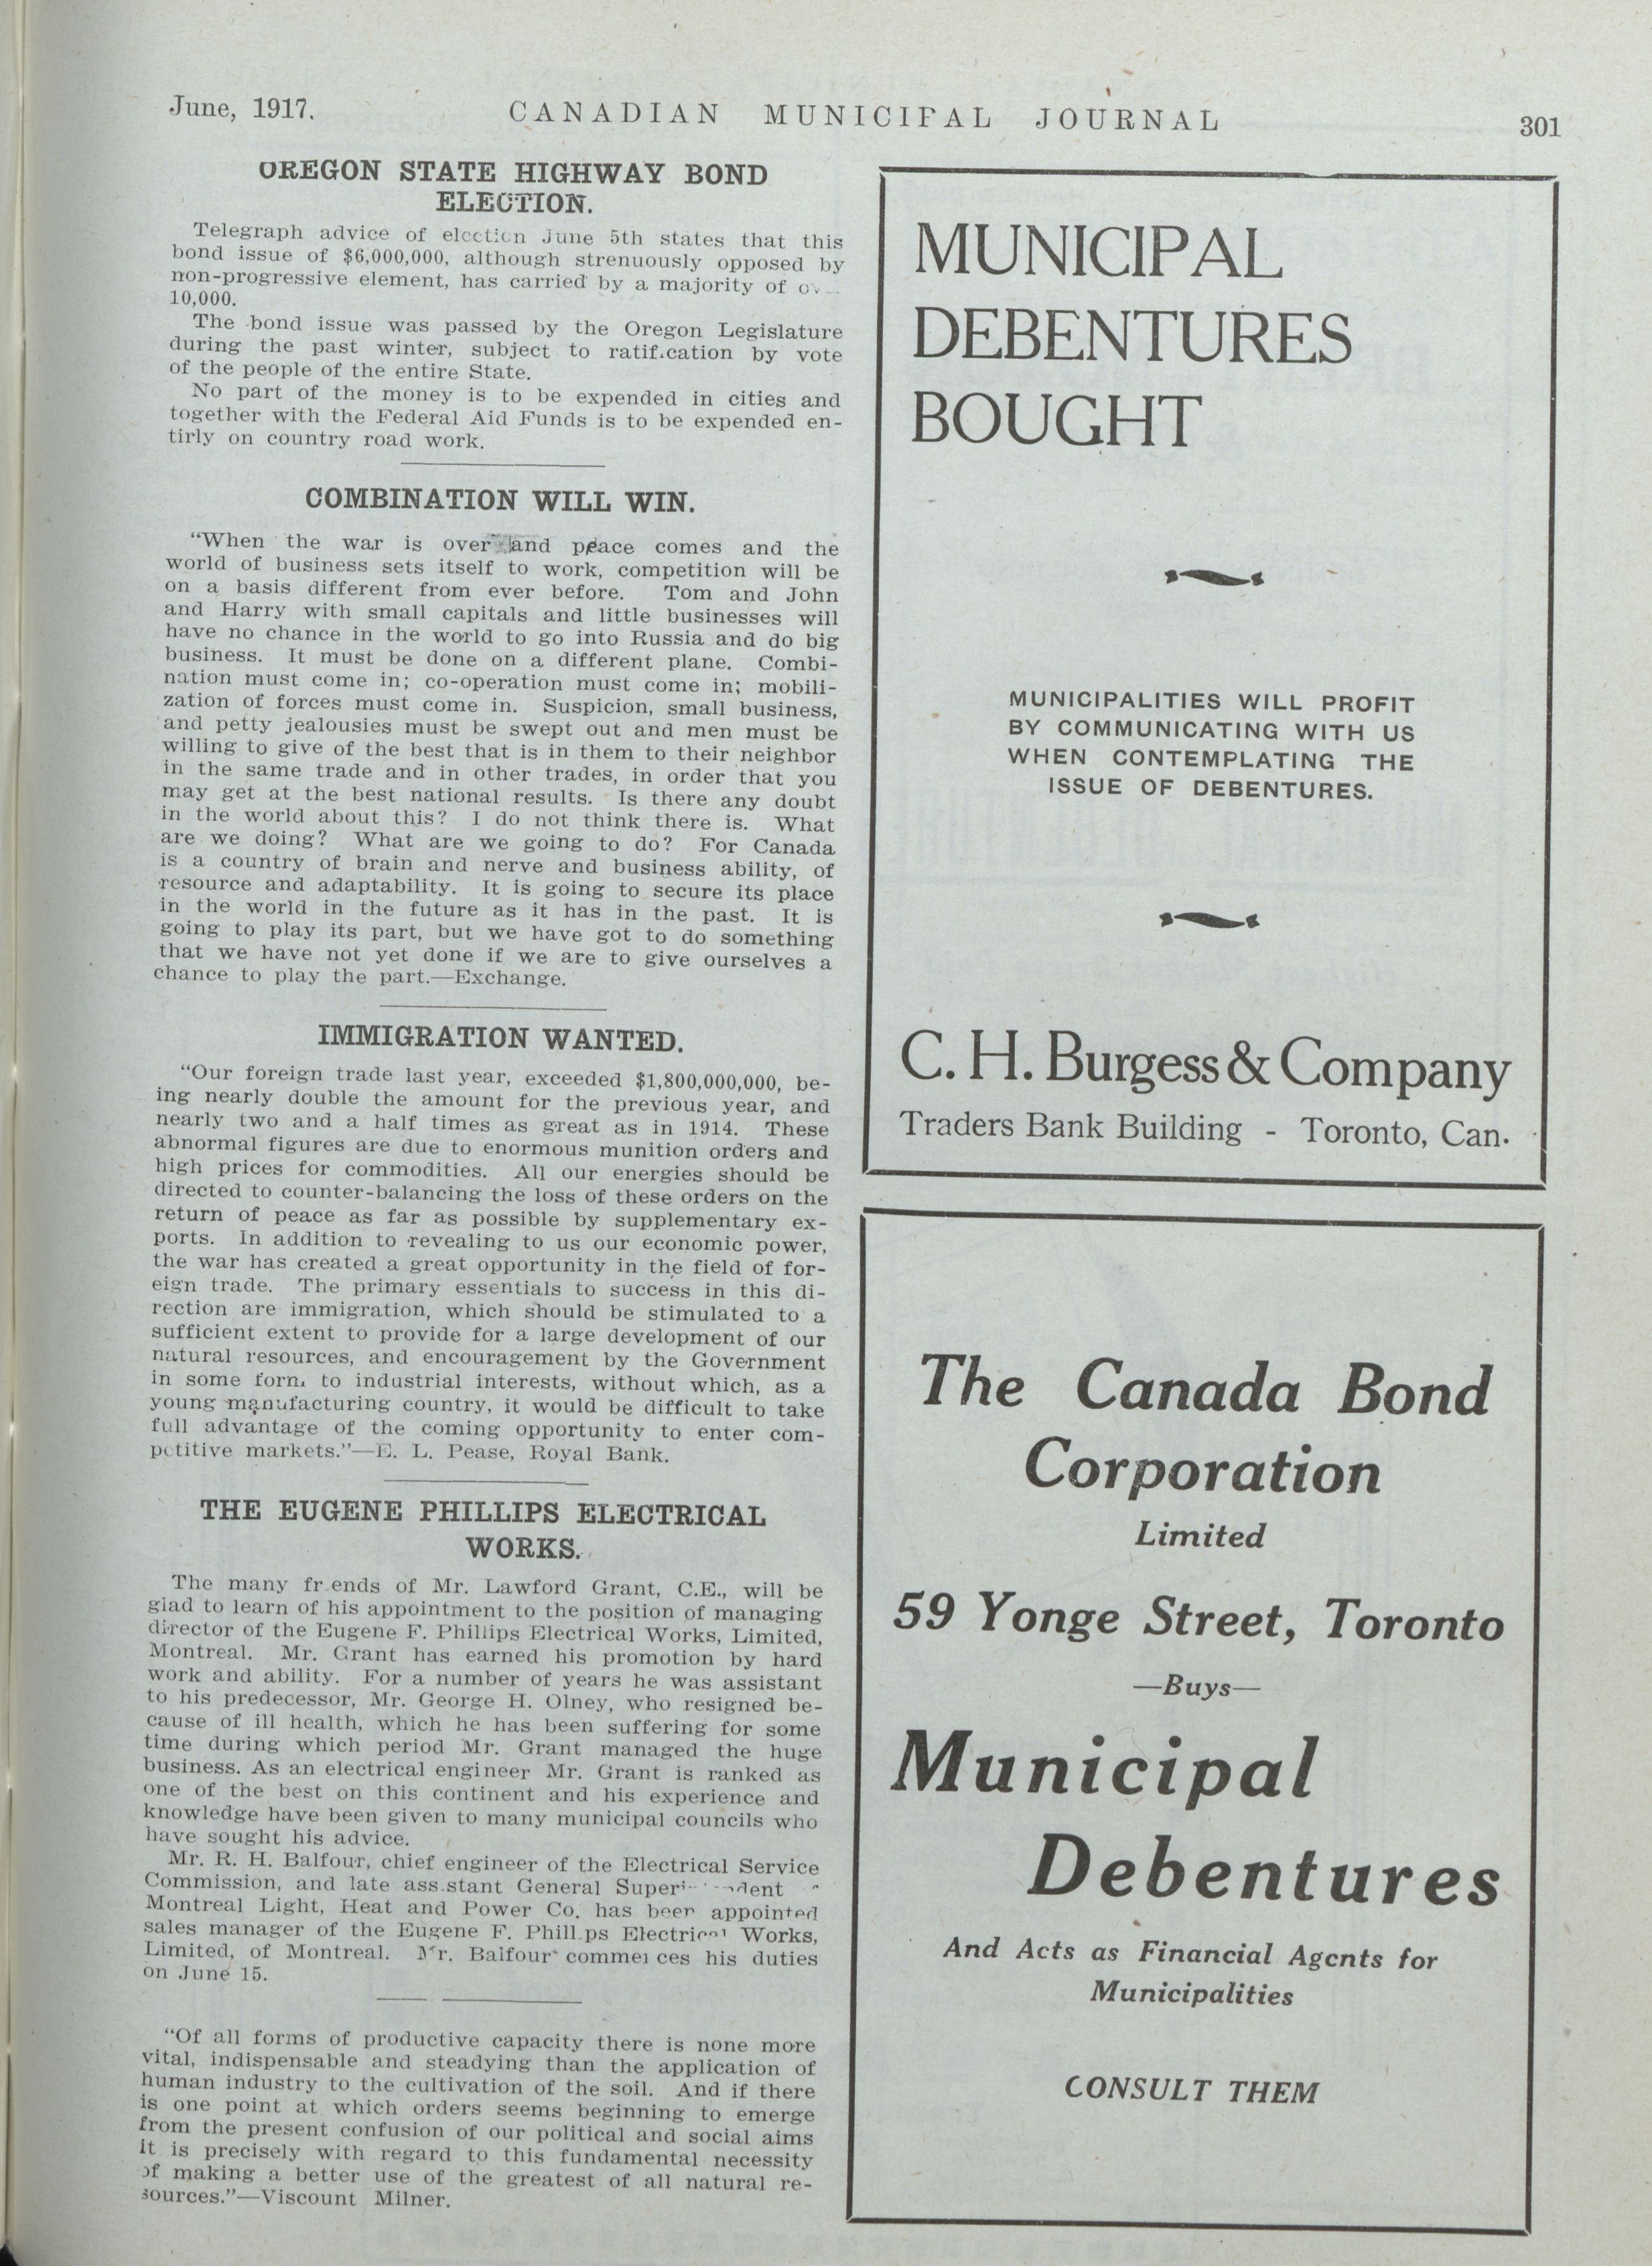 June, 1917.
CANADIAN MUNICIPAL JOURNAL
301
OREGON STATE HIGHWAY BOND
ELECTION.
Telegraph advice of election June 5th states that this
bond issue of $6,000,000, although strenuously opposed by
non-progressive element, has carried by a majority of
10,000.
The bond issue was passed by the Oregon Legislature
during the past winter, subject to ratification by vote
of the people of the entire State.
No part of the money is to be expended in cities and
together with the Federal Aid Funds is to be expended en-
tirly on country road work.
COMBINATION WILL WIN.
"When the war is over and peace comes and the
world of business sets itself to work, competition will be
on a basis different from ever before. Tom and John
and Harry with small capitals and little businesses will
have no chance in the world to go into Russia and do big
business. It must be done on a different plane. Combi-
nation must come in; co-operation must come in; mobili-
zation of forces must come in. Suspicion, small business,
and petty jealousies must be swept out and men must be
willing to give of the best that is in them to their neighbor
in the same trade and in other trades, in order that you
may get at the best national results. Is there any doubt
in the world about this? I do not think there is. What
are we doing? What are we going to do? For Canada
is a country of brain and nerve and business ability, of
resource and adaptability. It is going to secure its place
in the world in the future as it has in the past. It is
going to play its part, but we have got to do something
that we have not yet done if we are to give ourselves a
chance to play the part.—Exchange.
IMMIGRATION WANTED.
"Our foreign trade last year, exceeded $1,800,000,000, be-
ing nearly double the amount for the previous year, and
nearly two and a half times as great as in 1914. These
abnormal figures are due to enormous munition orders and
high prices for commodities. All our energies should be
directed to counter-balancing the loss of these orders on the
return of peace as far as possible by supplementary ex-
ports. In addition to revealing to us our economic power,
the war has created a great opportunity in the field of for-
eign trade. The primary essentials to success in this di-
rection are immigration, which should be stimulated to a
sufficient extent to provide for a large development of our
natural resources, and encouragement by the Government
in some form to industrial interests, without which, as a
young manufacturing country, it would be difficult to take
full advantage of the coming opportunity to enter com-
petitive markets."—E. L. Pease, Royal Bank.
THE EUGENE PHILLIPS ELECTRICAL
WORKS.
The many friends of Mr. Lawford Grant, C.E., will be
glad to learn of his appointment to the position of managing
director of the Eugene F. Phillips Electrical Works, Limited,
Montreal. Mr. Grant has earned his promotion by hard
work and ability. For a number of years he was assistant
to his predecessor, Mr. George H. Olney, who resigned be-
cause of ill health, which he has been suffering for some
time during which period Mr. Grant managed the huge
business. As an electrical engineer Mr. Grant is ranked as
one of the best on this continent and his experience and
knowledge have been given to many municipal councils who
have sought his advice.
Mr. R. H. Balfour, chief engineer of the Electrical Service
Commission, and late assistant General Superintendent
Montreal Light, Heat and Power Co. has been appointed
sales manager of the Eugene F. Phillips Electrical Works,
Limited, of Montreal. Mr. Balfour commences his duties
on June 15.
"Of all forms of productive capacity there is none more
vital, indispensable and steadying than the application of
human industry to the cultivation of the soil. And if there
is one point at which orders seems beginning to emerge
from the present confusion of our political and social aims
it is precisely with regard to this fundamental necessity
of making a better use of the greatest of all natural re-
sources."—Viscount Milner.
MUNICIPAL
DEBENTURES
BOUGHT
MUNICIPALITIES WILL PROFIT
BY COMMUNICATING WITH US
WHEN CONTEMPLATING THE
ISSUE OF DEBENTURES.
C. H. Burgess & Company
Traders Bank Building - Toronto, Can.
The Canada Bond
Corporation
Limited
59 Yonge Street, Toronto
—Buys—
Municipal
Debentures
And Acts as Financial Agents for
Municipalities
CONSULT THEM